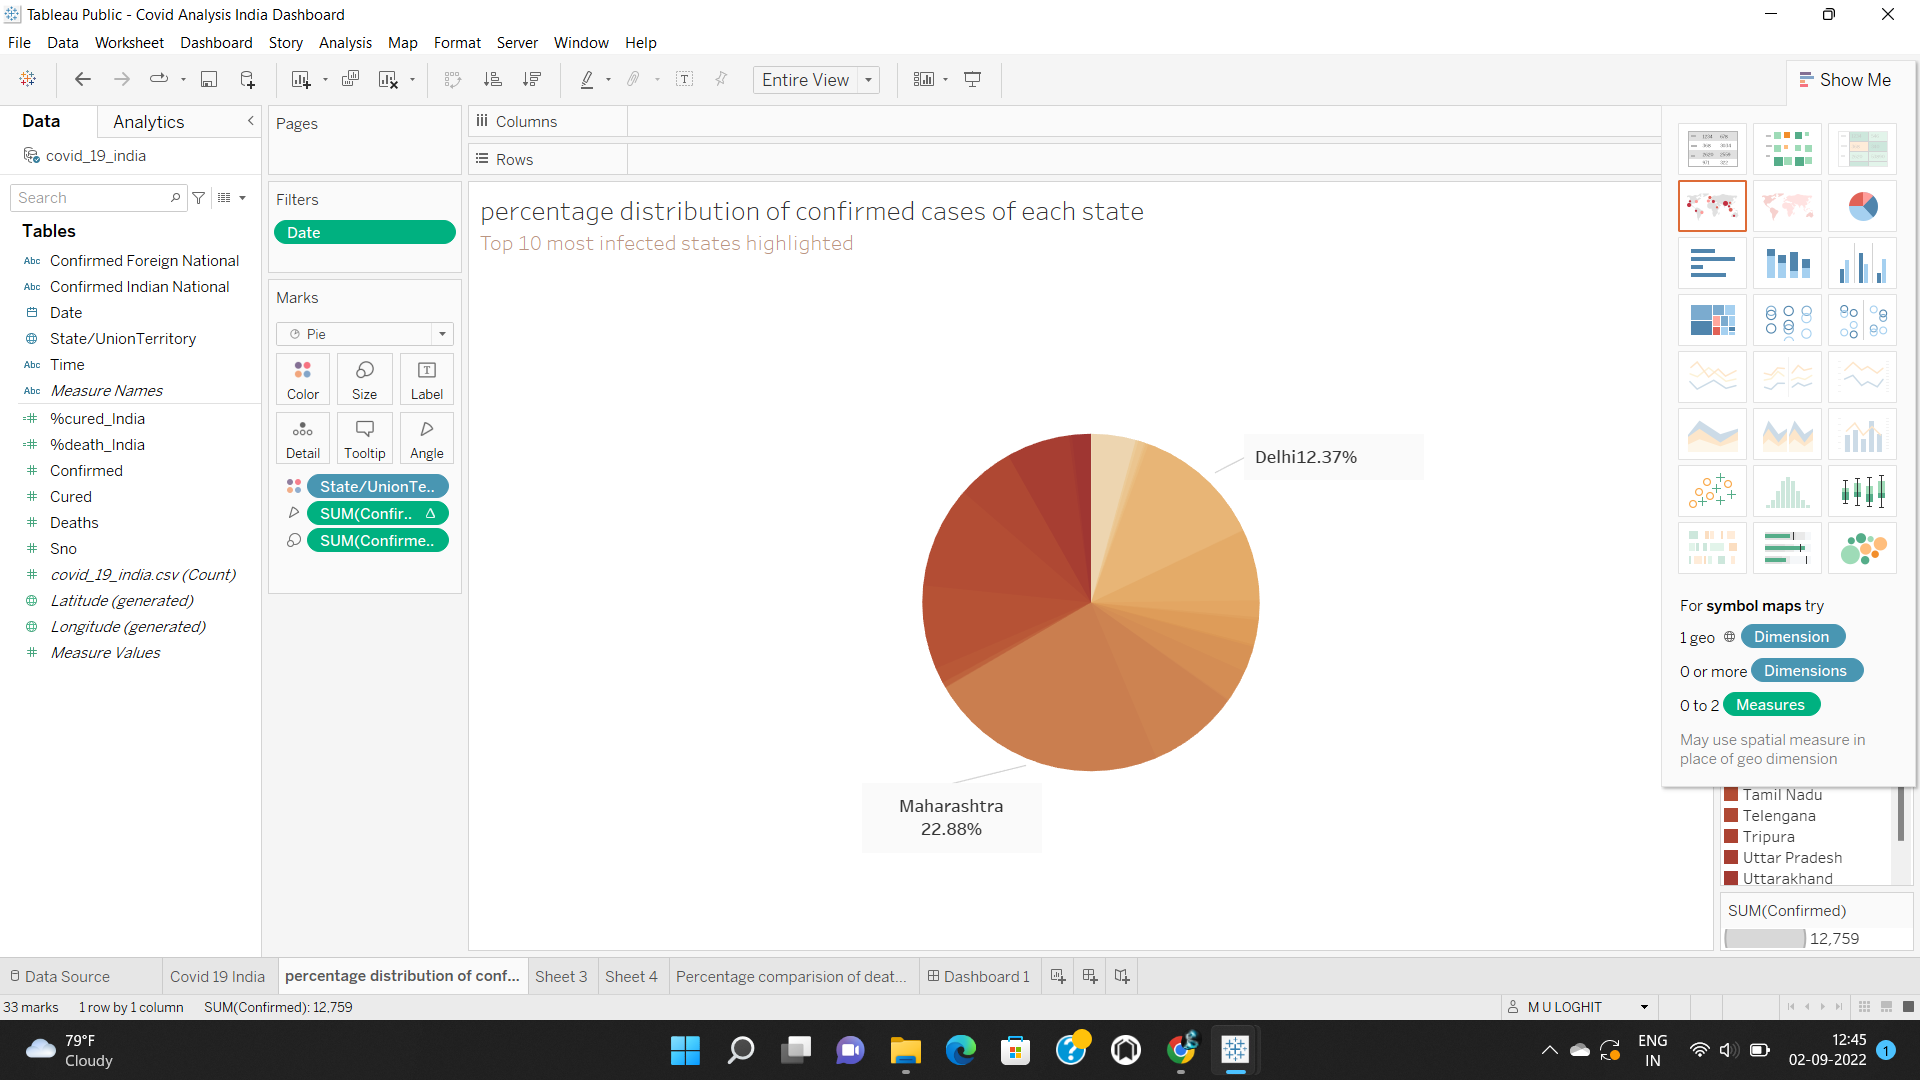 Tableau Public - Covid Analysis India Dashboard
File Data Worksheet Dashboard Story Analysis Map Format Server Window Help
Entire View
Show Me
Data Analytics
covid_19_india
Search
Tables
Abc Confirmed Foreign National
Abc Confirmed Indian National
Date
State/UnionTerritory
Abc Time
Abc Measure Names
%cured_India
%death_India
Confirmed
Cured
Deaths
Sno
covid_19_india.csv (Count)
Latitude (generated)
Longitude (generated)
Measure Values
Pages
Filters
Date
Marks
Pie
Color Size Label
Detail Tooltip Angle
State/UnionTe..
SUM(Confir.. Δ
SUM(Confirme..
Columns
Rows
percentage distribution of confirmed cases of each state
Top 10 most infected states highlighted
Delhi12.37%
Maharashtra
22.88%
For symbol maps try
1 geo Dimension
0 or more Dimensions
0 to 2 Measures
May use spatial measure in
place of geo dimension
Tamil Nadu
Telengana
Tripura
Uttar Pradesh
Uttarakhand
SUM(Confirmed)
12,759
Data Source Covid 19 India percentage distribution of conf... Sheet 3 Sheet 4 Percentage comparision of deat... Dashboard 1
33 marks 1 row by 1 column SUM(Confirmed): 12,759
M U LOGHIT
79°F
Cloudy
ENG
IN
12:45
02-09-2022
1